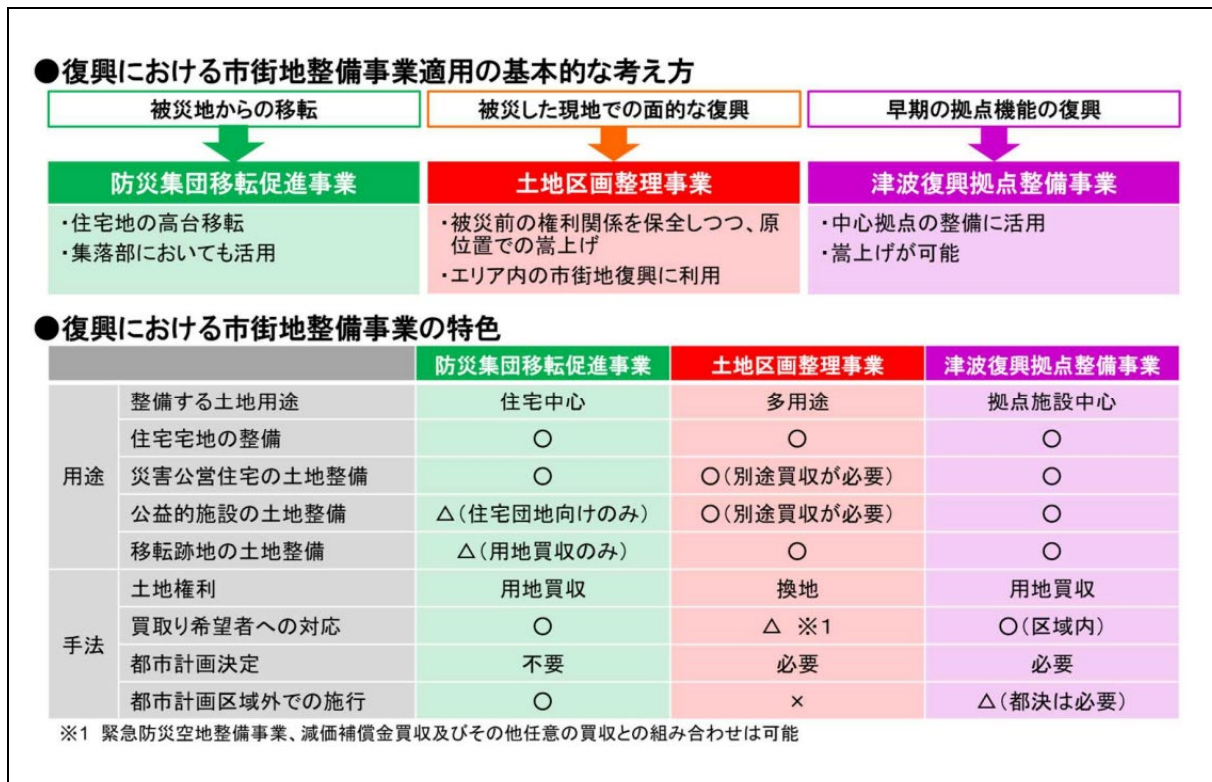 ●復興における市街地整備事業適用の基本的な考え方
被災地からの移転
被災した現地での面的な復興
早期の拠点機能の復興
防災集団移転促進事業
土地区画整理事業
津波復興拠点整備事業
・住宅地の高台移転
・集落部においても活用
・被災前の権利関係を保全しつつ、原
位置での嵩上げ
・エリア内の市街地復興に利用
・中心拠点の整備に活用
・嵩上げが可能
●復興における市街地整備事業の特色
防災集団移転促進事業 土地区画整理事業 津波復興拠点整備事業
用途
整備する土地用途 住宅中心 多用途 拠点施設中心
住宅宅地の整備 ○ ○ ○
災害公営住宅の土地整備 ○ ○(別途買収が必要) ○
公益的施設の土地整備 △(住宅団地向けのみ) ○(別途買収が必要) ○
移転跡地の土地整備 △(用地買収のみ) ○ ○
手法
土地権利 用地買収 換地 用地買収
買取り希望者への対応 ○ △ ※1 ○(区域内)
都市計画決定 不要 必要 必要
都市計画区域外での施行 ○ × △(都決は必要)
※1 緊急防災空地整備事業、減価補償金買収及びその他任意の買収との組み合わせは可能